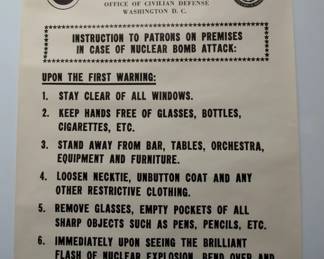 OFFICE OF CIVILIAN DEFENSE
WASHINGTON D. C.
INSTRUCTION TO PATRONS ON PREMISES
IN CASE OF NUCLEAR BOMB ATTACK:
UPON THE FIRST WARNING:
1. STAY CLEAR OF ALL WINDOWS.
2. KEEP HANDS FREE OF GLASSES, BOTTLES,
CIGARETTES, ETC.
3. STAND AWAY FROM BAR, TABLES, ORCHESTRA,
EQUIPMENT AND FURNITURE.
4. LOOSEN NECKTIE, UNBUTTON COAT AND ANY
OTHER RESTRICTIVE CLOTHING.
5. REMOVE GLASSES, EMPTY POCKETS OF ALL
SHARP OBJECTS SUCH AS PENS, PENCILS, ETC.
6. IMMEDIATELY UPON SEEING THE BRILLIANT
FLASH OF NUCLEAR EXPLOSION, BEND OVER AND